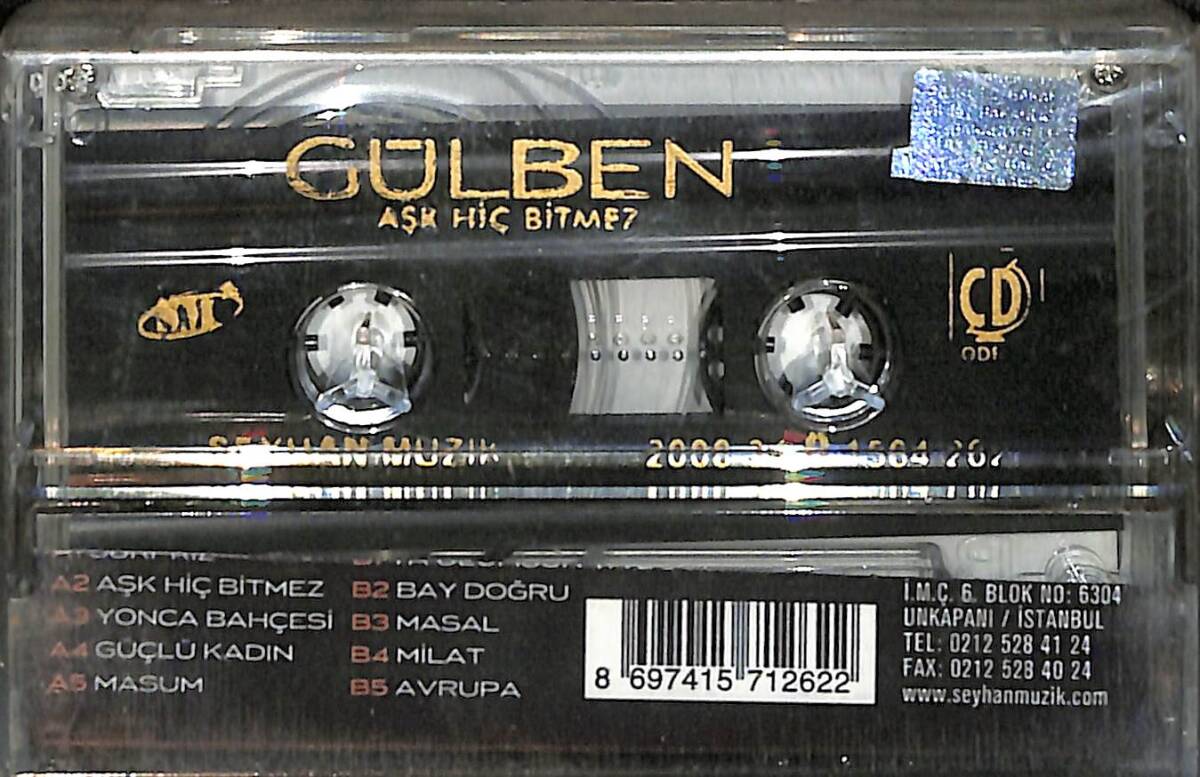 GÜLBEN
AŞK HİÇ BİTMEZ
ÇD
SEYHAN MÜZİK
2008
A2 AŞK HİÇ BİTMEZ
A3 YONCA BAHÇESİ
A4 GÜÇLÜ KADIN
A5 MASUM
B2 BAY DOĞRU
B3 MASAL
B4 MİLAT
B5 AVRUPA
8 697415 712622
İ.M.Ç. 6. BLOK NO: 6304
UNKAPANI / İSTANBUL
TEL: 0212 528 41 24
FAX: 0212 528 40 24
www.seyhanmuzik.com